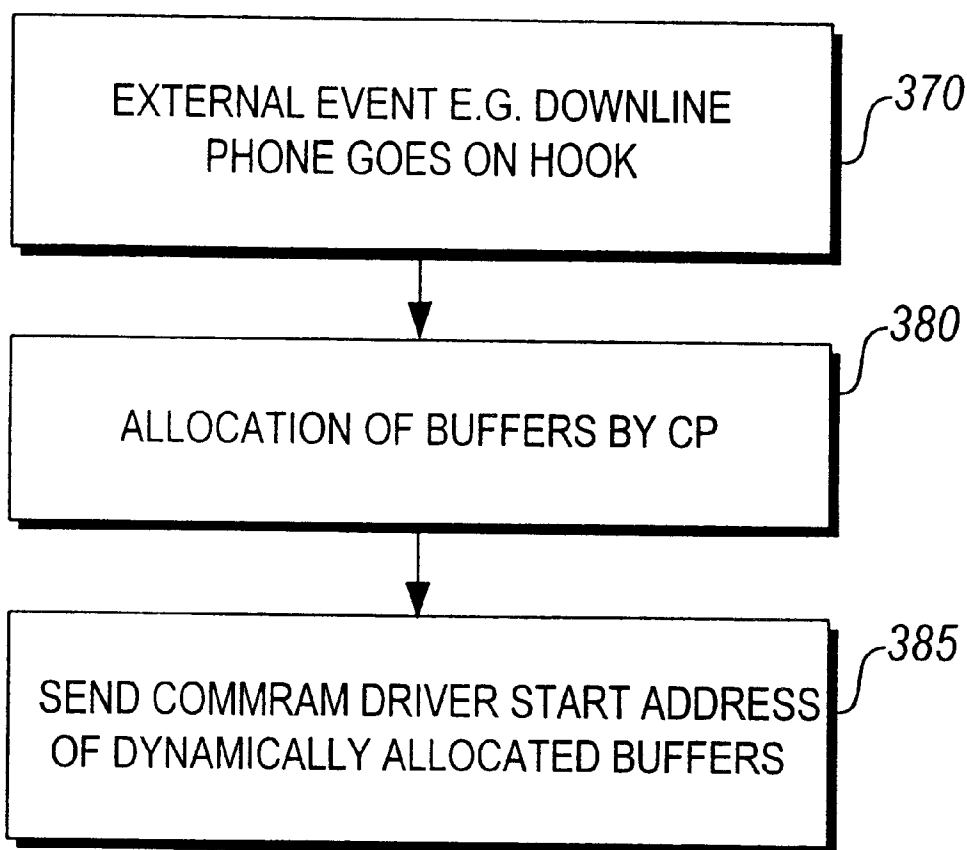 EXTERNAL EVENT E.G. DOWNLINE
PHONE GOES ON HOOK
370
ALLOCATION OF BUFFERS BY CP
380
SEND COMMRAM DRIVER START ADDRESS
OF DYNAMICALLY ALLOCATED BUFFERS
385